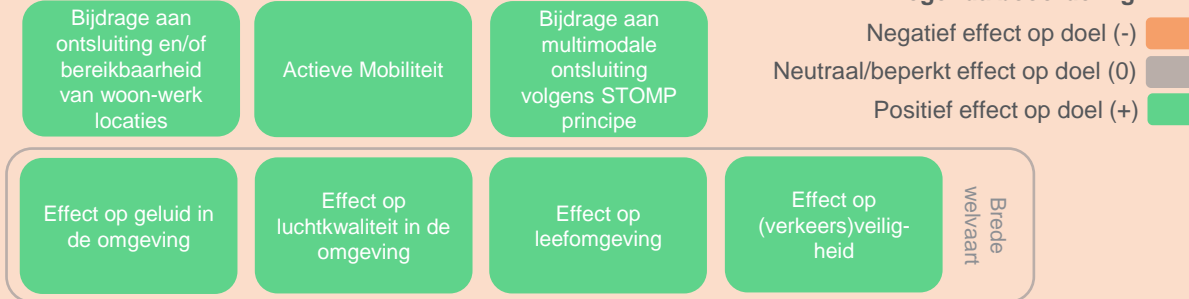 Bijdrage aan
ontsluiting en/of
bereikbaarheid
van woon-werk
locaties
Actieve Mobiliteit
Bijdrage aan
multimodale
ontsluiting
volgens STOMP
principe
Negatief effect op doel (-)
Neutraal/beperkt effect op doel (0)
Positief effect op doel (+)
Effect op geluid in
de omgeving
Effect op
luchtkwaliteit in de
omgeving
Effect op
leefomgeving
Effect op
(verkeers)veilig-
heid
Brede
welvaart